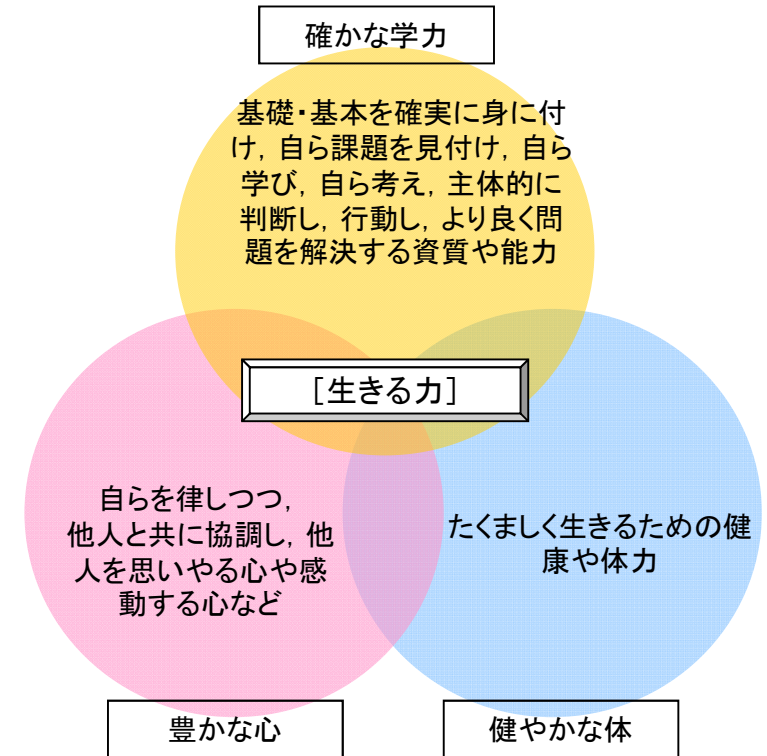 確かな学力
基礎・基本を確実に身に付
け，自ら課題を見付け，自ら
学び，自ら考え，主体的に
判断し，行動し，より良く問
題を解決する資質や能力
［生きる力］
自らを律しつつ，
他人と共に協調し，他
人を思いやる心や感
動する心など
たくましく生きるための健
康や体力
豊かな心
健やかな体